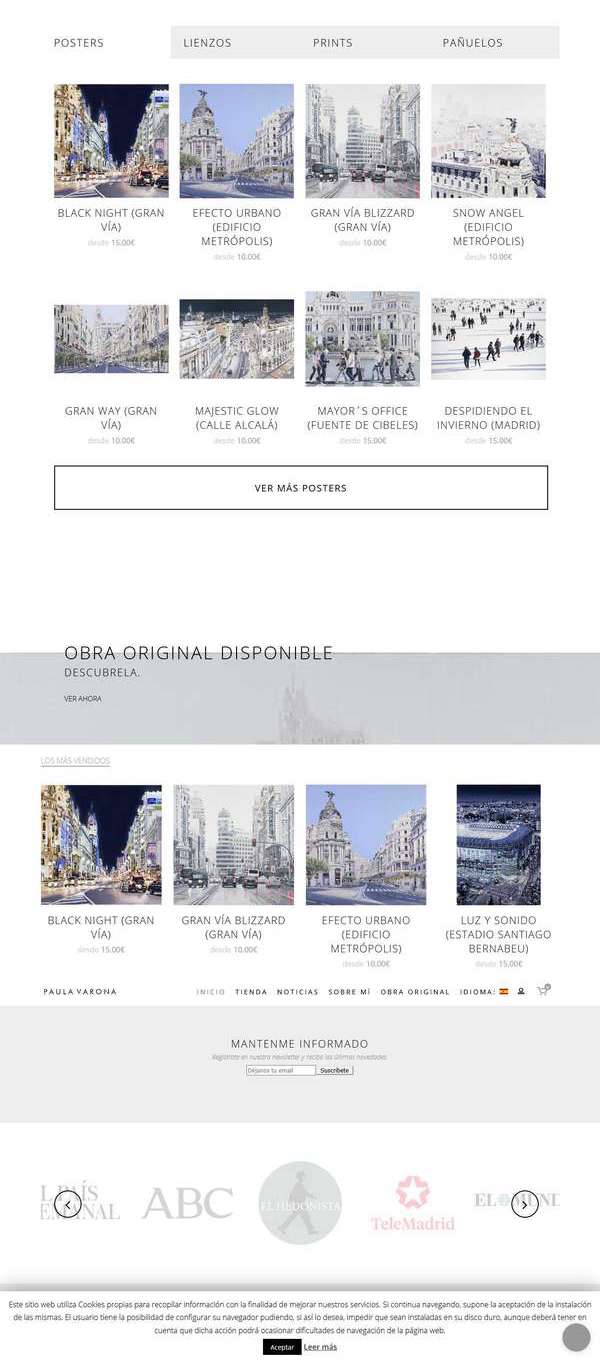 POSTERS
LIENZOS
PRINTS
PAÑUELOS
BLACK NIGHT (GRAN
VÍA)
desde 15.00€
EFECTO URBANO
(EDIFICIO
METRÓPOLIS)
desde 10.00€
GRAN VÍA BLIZZARD
(GRAN VÍA)
desde 10.00€
SNOW ANGEL
(EDIFICIO
METRÓPOLIS)
desde 10.00€
GRAN WAY (GRAN
VÍA)
desde 10.00€
MAJESTIC GLOW
(CALLE ALCALÁ)
desde 10.00€
MAYOR´S OFFICE
(FUENTE DE CIBELES)
desde 15.00€
DESPIDIENDO EL
INVIERNO (MADRID)
desde 15.00€
VER MÁS POSTERS
OBRA ORIGINAL DISPONIBLE
DESCUBRELA.
VER AHORA
LOS MÁS VENDIDOS
BLACK NIGHT (GRAN
VÍA)
desde 15.00€
GRAN VÍA BLIZZARD
(GRAN VÍA)
desde 10.00€
EFECTO URBANO
(EDIFICIO
METRÓPOLIS)
desde 10.00€
LUZ Y SONIDO
(ESTADIO SANTIAGO
BERNABEU)
desde 15.00€
PAULA VARONA
INICIO TIENDA NOTICIAS SOBRE MÍ OBRA ORIGINAL IDIOMA: 0
MANTENME INFORMADO
Regístrate en nuestra newsletter y recibe las últimas novedades.
Déjanos tu email Suscríbete
L PAÍS
EMANAL
ABC
EL HEDONISTA
TeleMadrid
EL MUND
Este sitio web utiliza Cookies propias para recopilar información con la finalidad de mejorar nuestros servicios. Si continua navegando, supone la aceptación de la instalación
de las mismas. El usuario tiene la posibilidad de configurar su navegador pudiendo, si así lo desea, impedir que sean instaladas en su disco duro, aunque deberá tener en
cuenta que dicha acción podrá ocasionar dificultades de navegación de la página web.
Aceptar Leer más